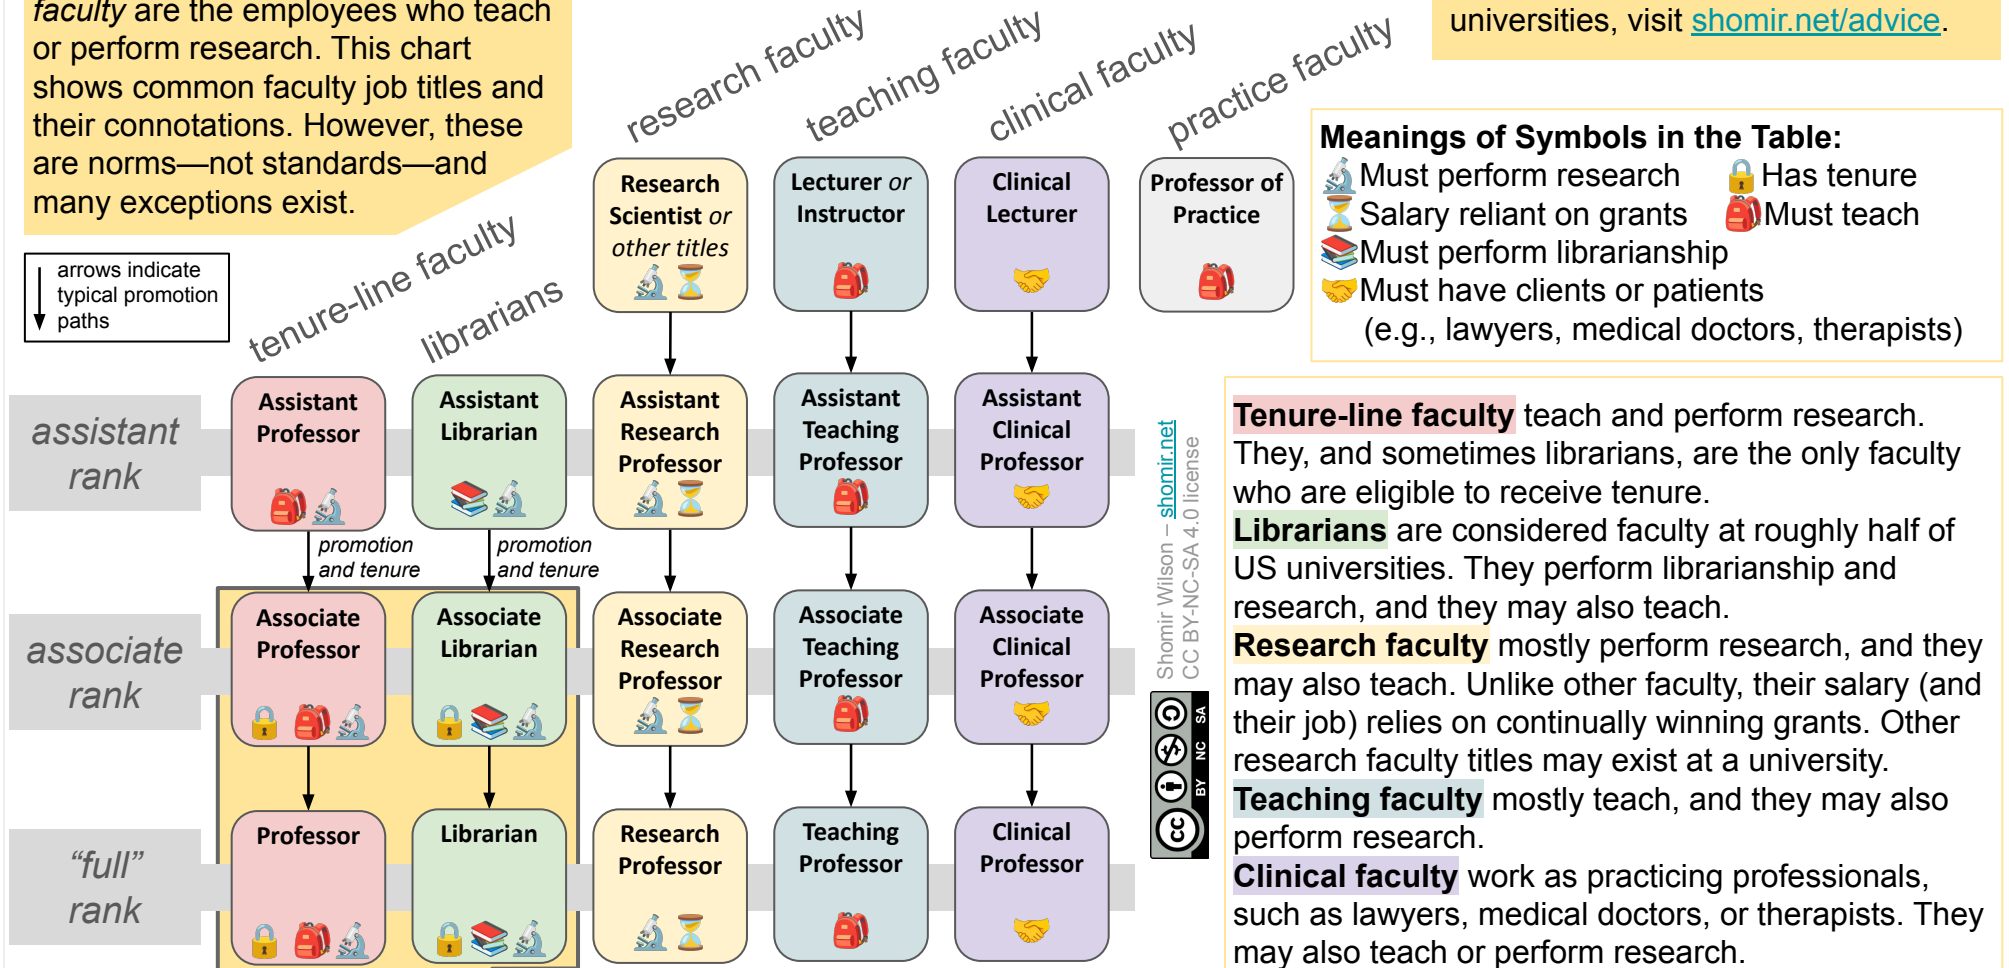 faculty are the employees who teach
or perform research. This chart
shows common faculty job titles and
their connotations. However, these
are norms—not standards—and
many exceptions exist.
universities, visit shomir.net/advice.
arrows indicate
typical promotion
paths
tenure-line faculty
librarians
research faculty
teaching faculty
clinical faculty
practice faculty
Meanings of Symbols in the Table:
Must perform research
Has tenure
Salary reliant on grants
Must teach
Must perform librarianship
Must have clients or patients
(e.g., lawyers, medical doctors, therapists)
Research
Scientist or
other titles
Lecturer or
Instructor
Clinical
Lecturer
Professor of
Practice
assistant
rank
Assistant
Professor
Assistant
Librarian
Assistant
Research
Professor
Assistant
Teaching
Professor
Assistant
Clinical
Professor
promotion
and tenure
promotion
and tenure
associate
rank
Associate
Professor
Associate
Librarian
Associate
Research
Professor
Associate
Teaching
Professor
Associate
Clinical
Professor
“full”
rank
Professor
Librarian
Research
Professor
Teaching
Professor
Clinical
Professor
Shomir Wilson – shomir.net
CC BY-NC-SA 4.0 license
cc BY NC SA
Tenure-line faculty teach and perform research.
They, and sometimes librarians, are the only faculty
who are eligible to receive tenure.
Librarians are considered faculty at roughly half of
US universities. They perform librarianship and
research, and they may also teach.
Research faculty mostly perform research, and they
may also teach. Unlike other faculty, their salary (and
their job) relies on continually winning grants. Other
research faculty titles may exist at a university.
Teaching faculty mostly teach, and they may also
perform research.
Clinical faculty work as practicing professionals,
such as lawyers, medical doctors, or therapists. They
may also teach or perform research.